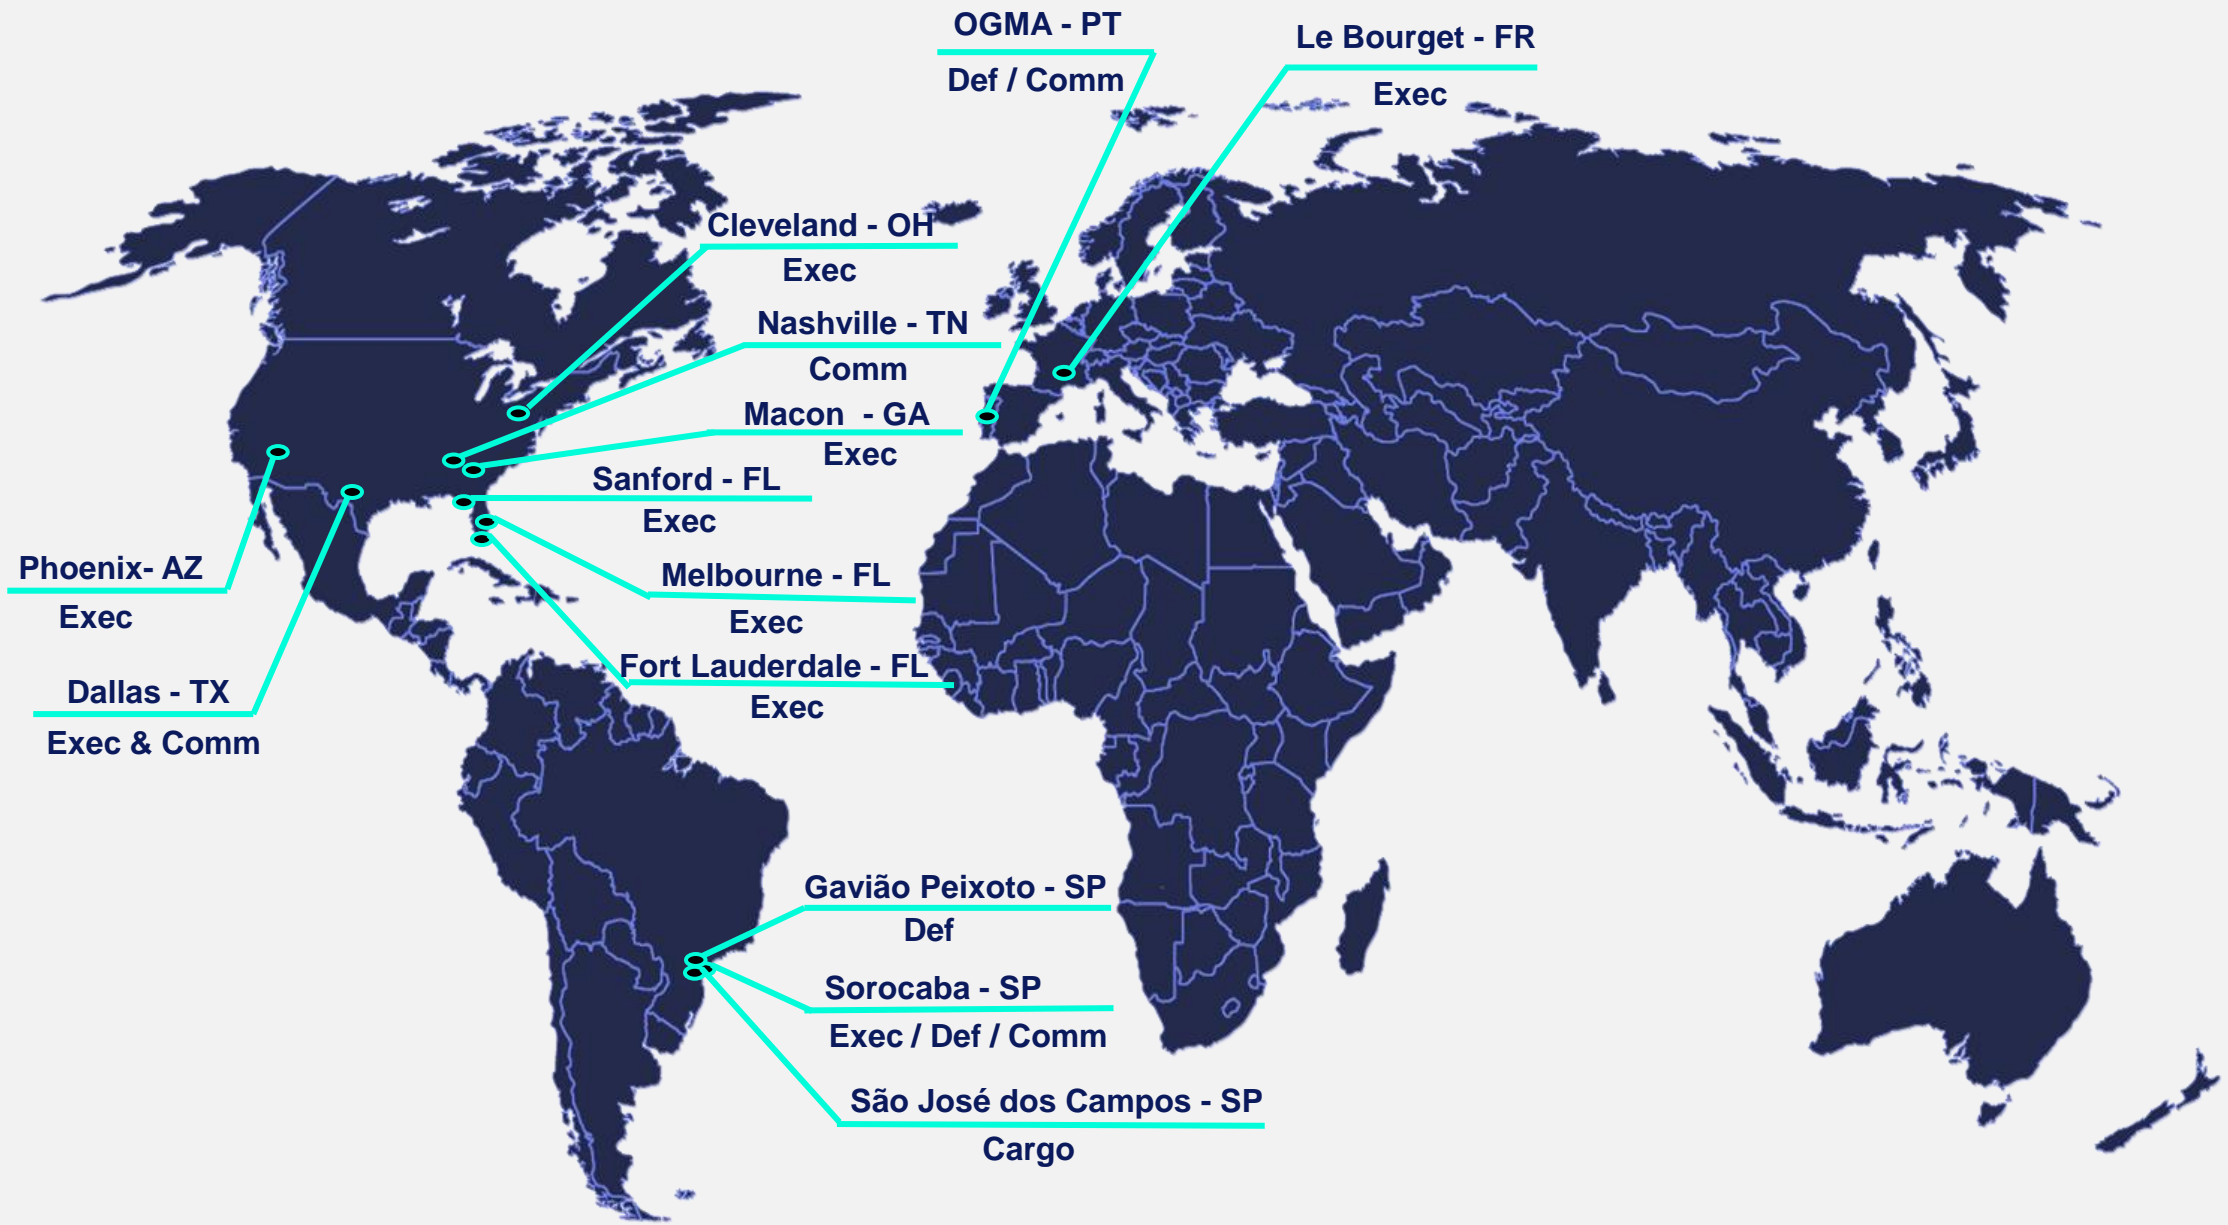 OGMA - PT
Def / Comm
Le Bourget - FR
Exec
Cleveland - OH
Exec
Nashville - TN
Comm
Macon  - GA
Exec
Sanford - FL
Exec
Melbourne - FL
Exec
Fort Lauderdale - FL
Exec
Phoenix- AZ
Exec
Dallas - TX
Exec & Comm
Gavião Peixoto - SP
Def
Sorocaba - SP
Exec / Def / Comm
São José dos Campos - SP
Cargo